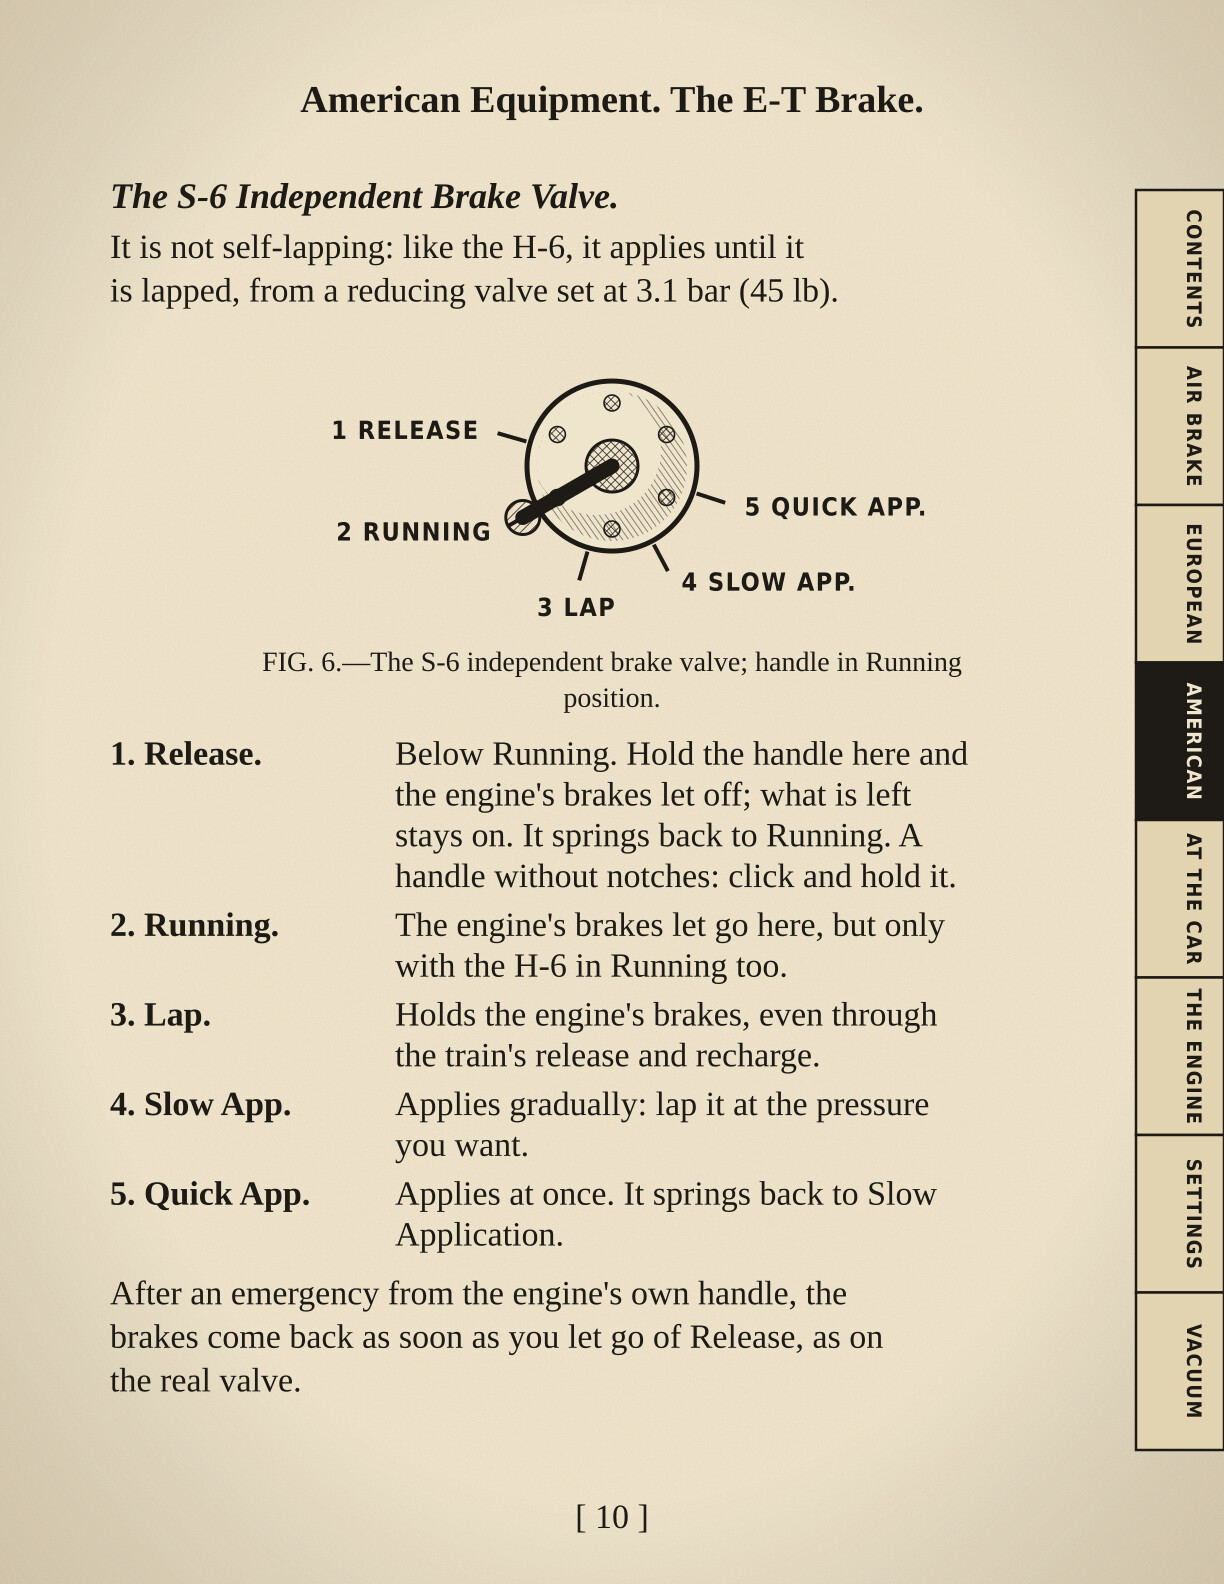 American Equipment. The E-T Brake.
The S-6 Independent Brake Valve.
It is not self-lapping: like the H-6, it applies until it
is lapped, from a reducing valve set at 3.1 bar (45 lb).
1 RELEASE
2 RUNNING
3 LAP
4 SLOW APP.
5 QUICK APP.
FIG. 6.—The S-6 independent brake valve; handle in Running
position.
1. Release. Below Running. Hold the handle here and
the engine's brakes let off; what is left
stays on. It springs back to Running. A
handle without notches: click and hold it.
2. Running. The engine's brakes let go here, but only
with the H-6 in Running too.
3. Lap. Holds the engine's brakes, even through
the train's release and recharge.
4. Slow App. Applies gradually: lap it at the pressure
you want.
5. Quick App. Applies at once. It springs back to Slow
Application.
After an emergency from the engine's own handle, the
brakes come back as soon as you let go of Release, as on
the real valve.
[ 10 ]
CONTENTS
AIR BRAKE
EUROPEAN
AMERICAN
AT THE CAR
THE ENGINE
SETTINGS
VACUUM